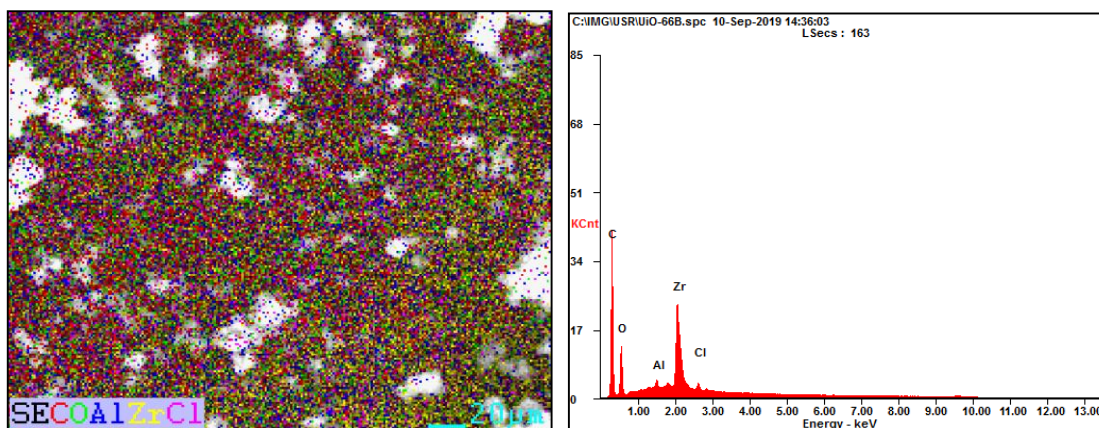 SECOAlZrCl 20µm
C:\IMG\USR\UiO-66B.spc 10-Sep-2019 14:36:03
LSecs : 163
85
68
51
KCnt
C
34
Zr
17
O
Al
Cl
0
1.00 2.00 3.00 4.00 5.00 6.00 7.00 8.00 9.00 10.00 11.00 12.00 13.00
Energy - keV